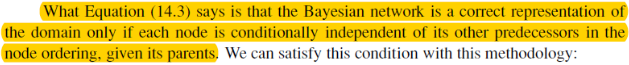 What Equation (14.3) says is that the Bayesian network is a correct representation of
the domain only if each node is conditionally independent of its other predecessors in the
node ordering, given its parents. We can satisfy this condition with this methodology: